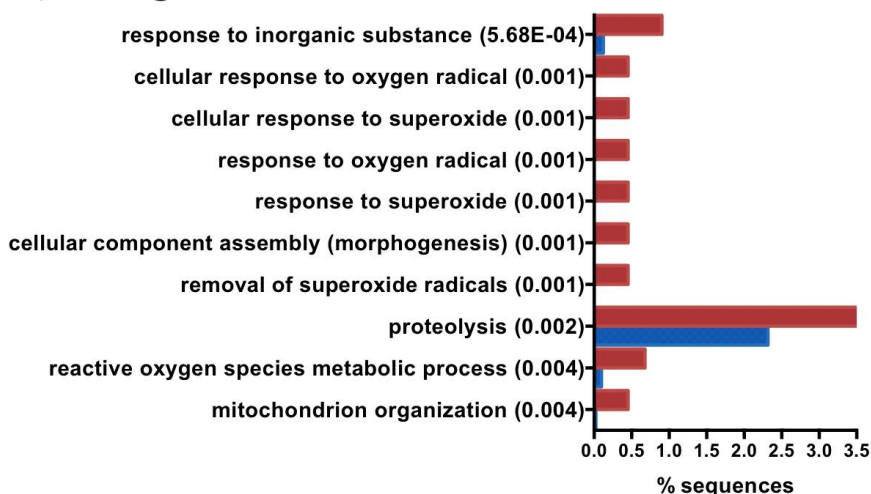 response to inorganic substance (5.68E-04)
cellular response to oxygen radical (0.001)
cellular response to superoxide (0.001)
response to oxygen radical (0.001)
response to superoxide (0.001)
cellular component assembly (morphogenesis) (0.001)
removal of superoxide radicals (0.001)
proteolysis (0.002)
reactive oxygen species metabolic process (0.004)
mitochondrion organization (0.004)
0.0 0.5 1.0 1.5 2.0 2.5 3.0 3.5
% sequences